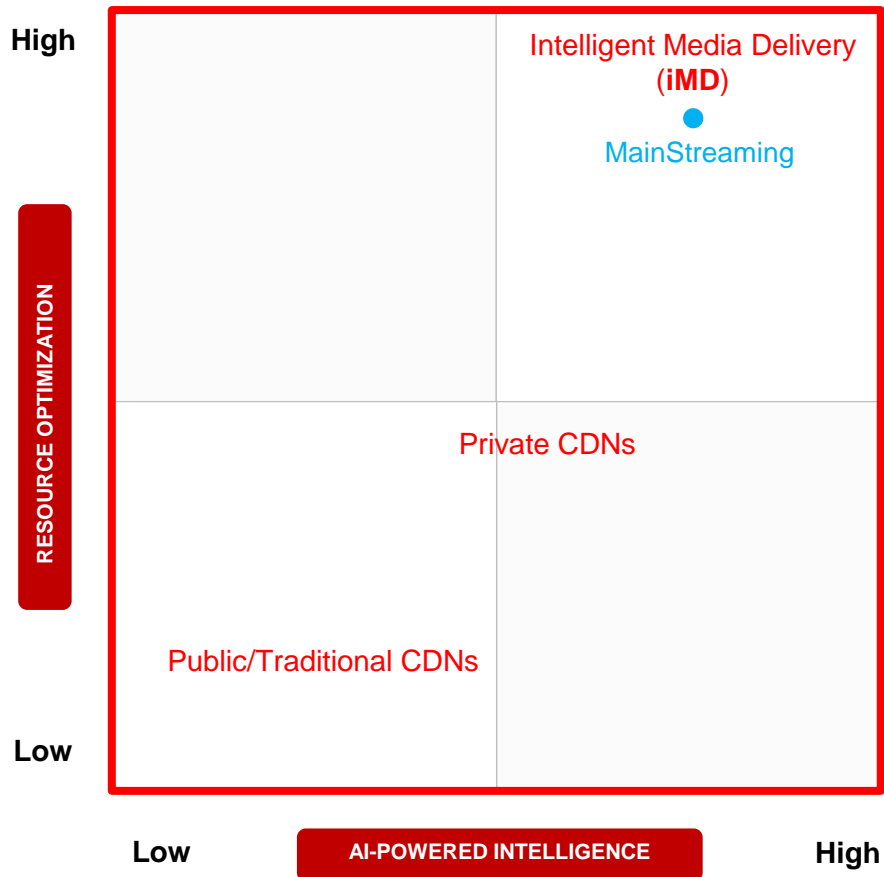 High
Intelligent Media Delivery
(iMD)
MainStreaming
RESOURCE OPTIMIZATION
Private CDNs
Public/Traditional CDNs
Low
Low
AI-POWERED INTELLIGENCE
High